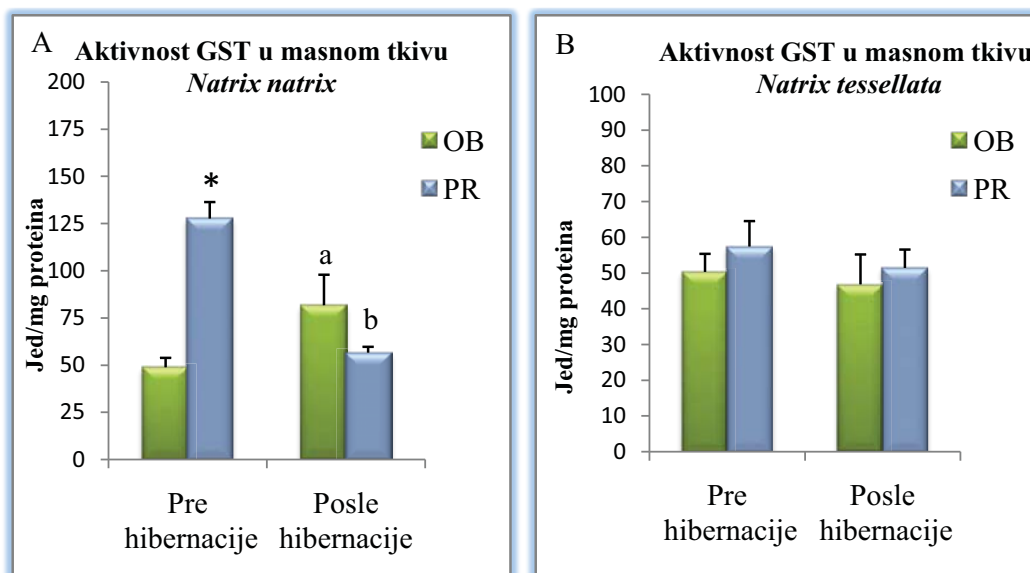 A
Aktivnost GST u masnom tkivu
Natrix natrix
200
175
150
125
100
75
50
25
0
Jed/mg proteina
OB
PR
*
a
b
Pre
hibernacije
Posle
hibernacije
B
Aktivnost GST u masnom tkivu
Natrix tessellata
100
90
80
70
60
50
40
30
20
10
0
Jed/mg proteina
OB
PR
Pre
hibernacije
Posle
hibernacije